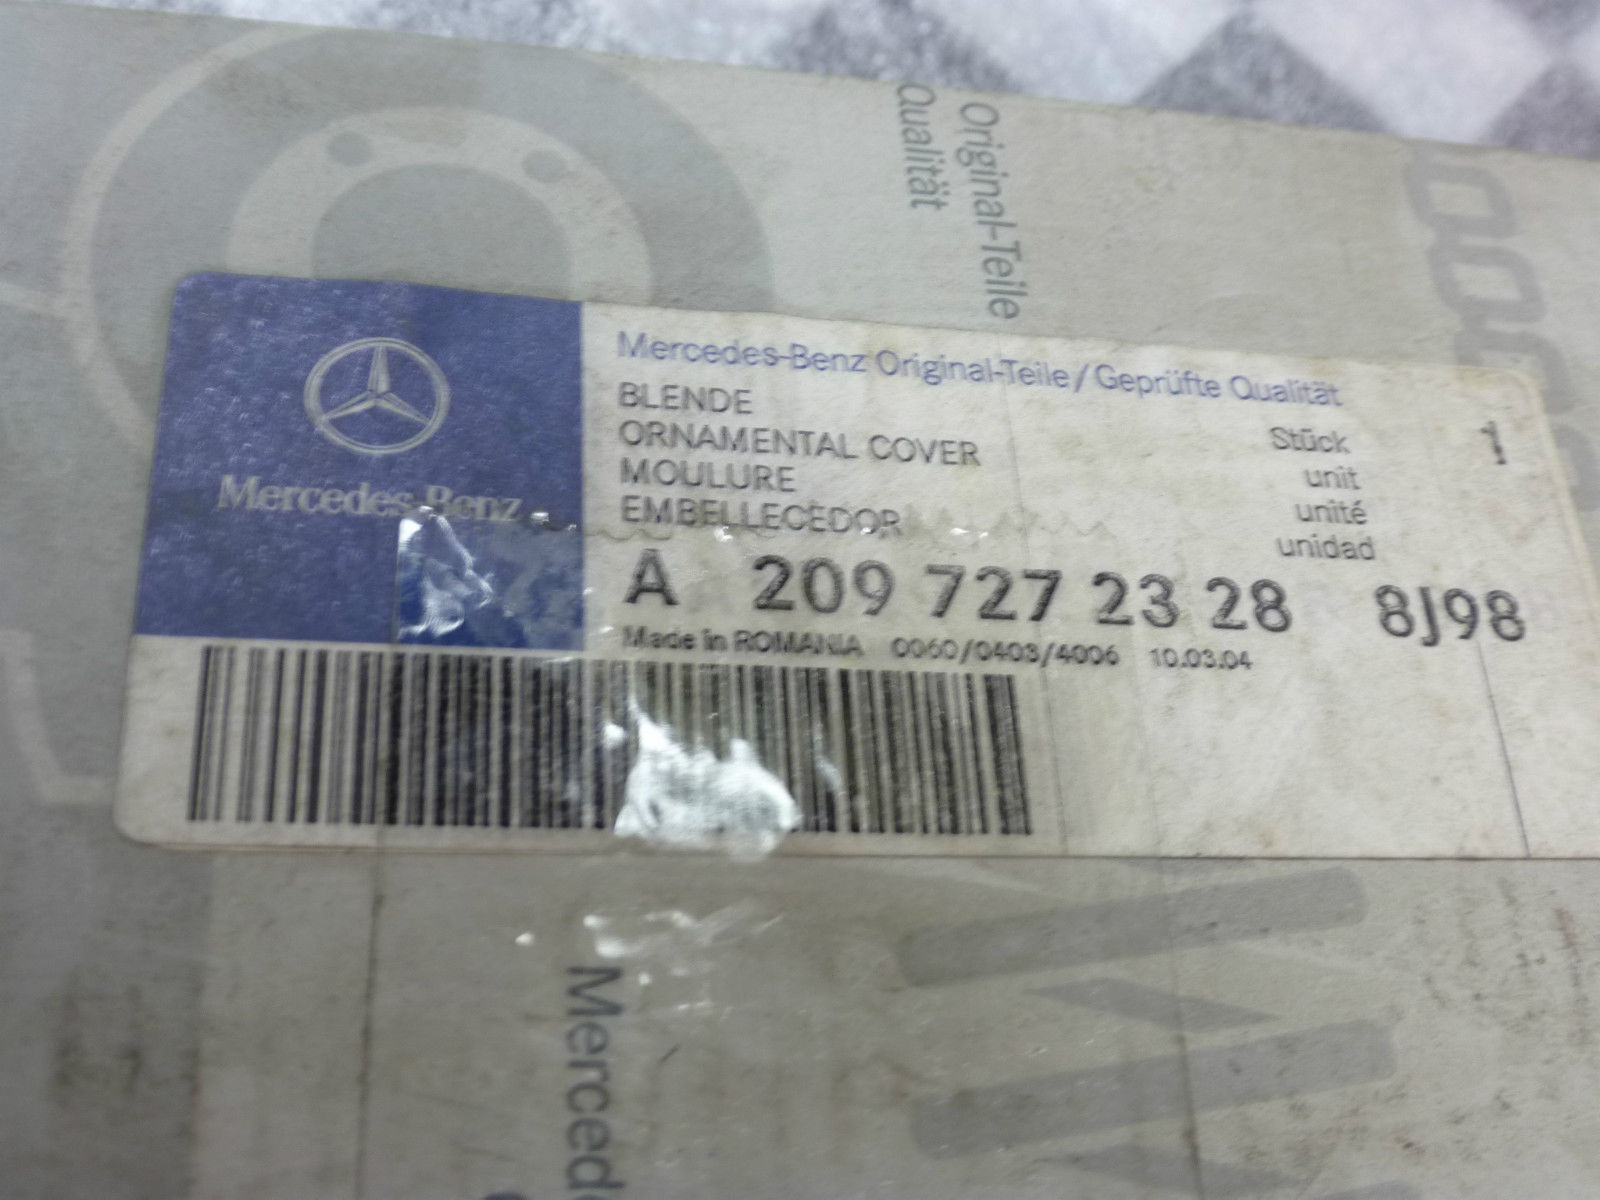 Original-Teile
Qualität
Mercedes-Benz
Mercedes-Benz Original-Teile/Geprüfte Qualität
BLENDE
ORNAMENTAL COVER
MOULURE
EMBELLECEDOR
Stück 1
unit
unité
unidad
A 209 727 23 28 8J98
Made in ROMANIA 0060/0403/4006 10.03.04
Merced